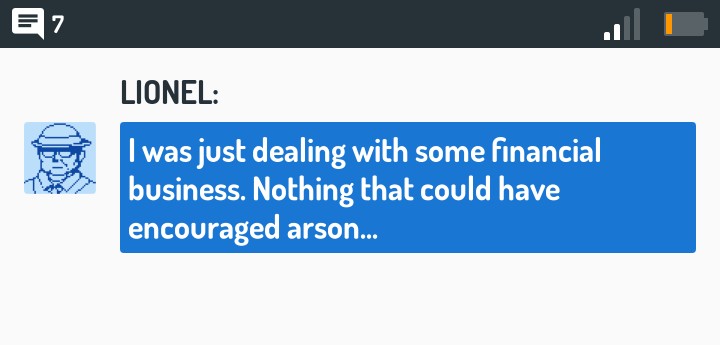 7
LIONEL:
I was just dealing with some financial
business. Nothing that could have
encouraged arson...